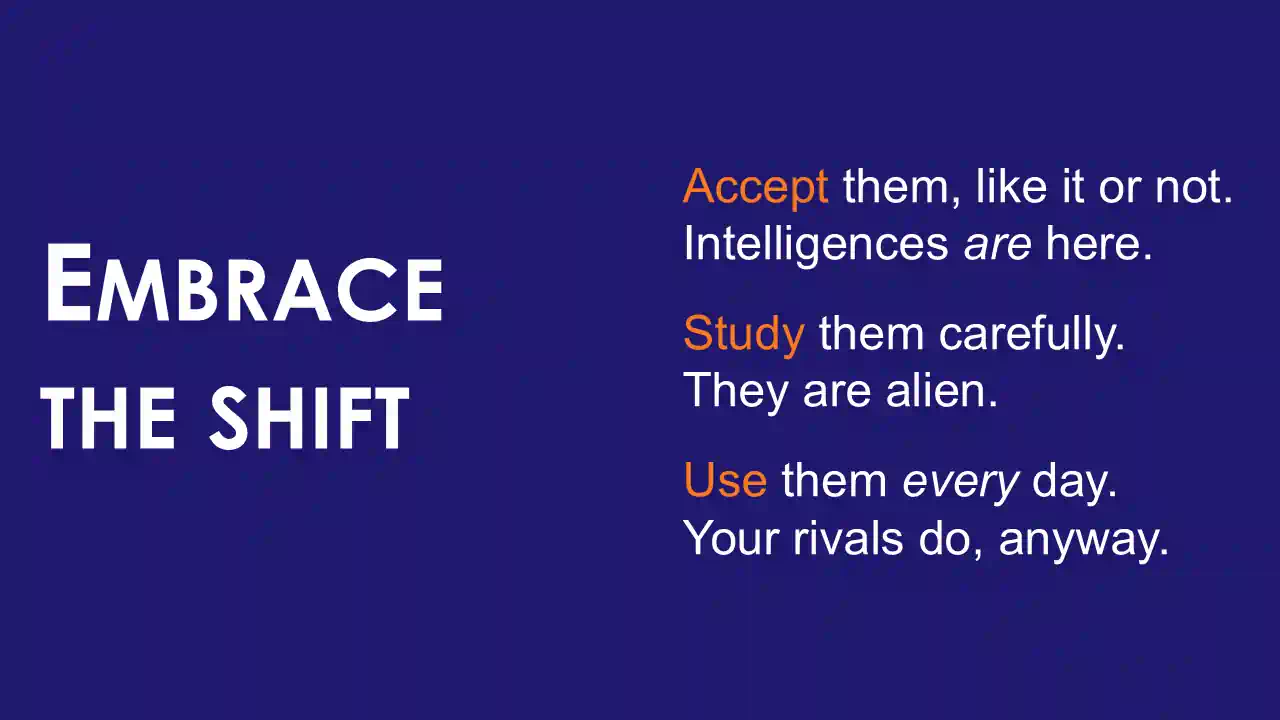 EMBRACE
THE SHIFT
Accept them, like it or not.
Intelligences are here.
Study them carefully.
They are alien.
Use them every day.
Your rivals do, anyway.